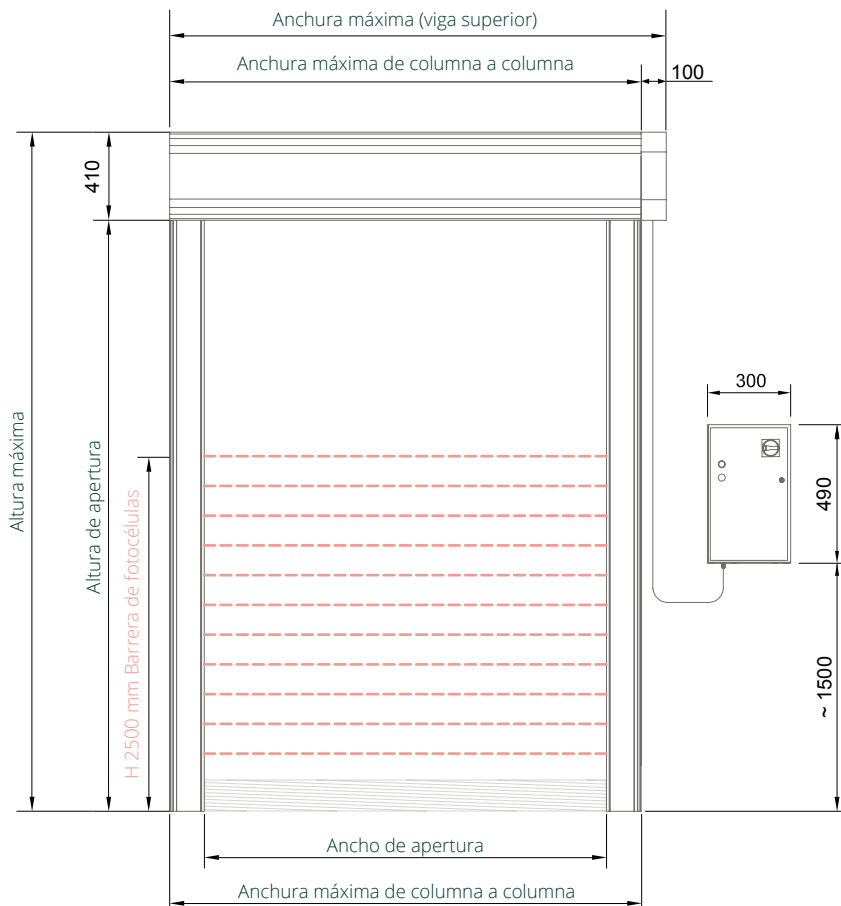 Anchura máxima (viga superior)
Anchura máxima de columna a columna
100
410
300
Altura máxima
Altura de apertura
H 2500 mm Barrera de fotocélulas
490
~ 1500
Ancho de apertura
Anchura máxima de columna a columna